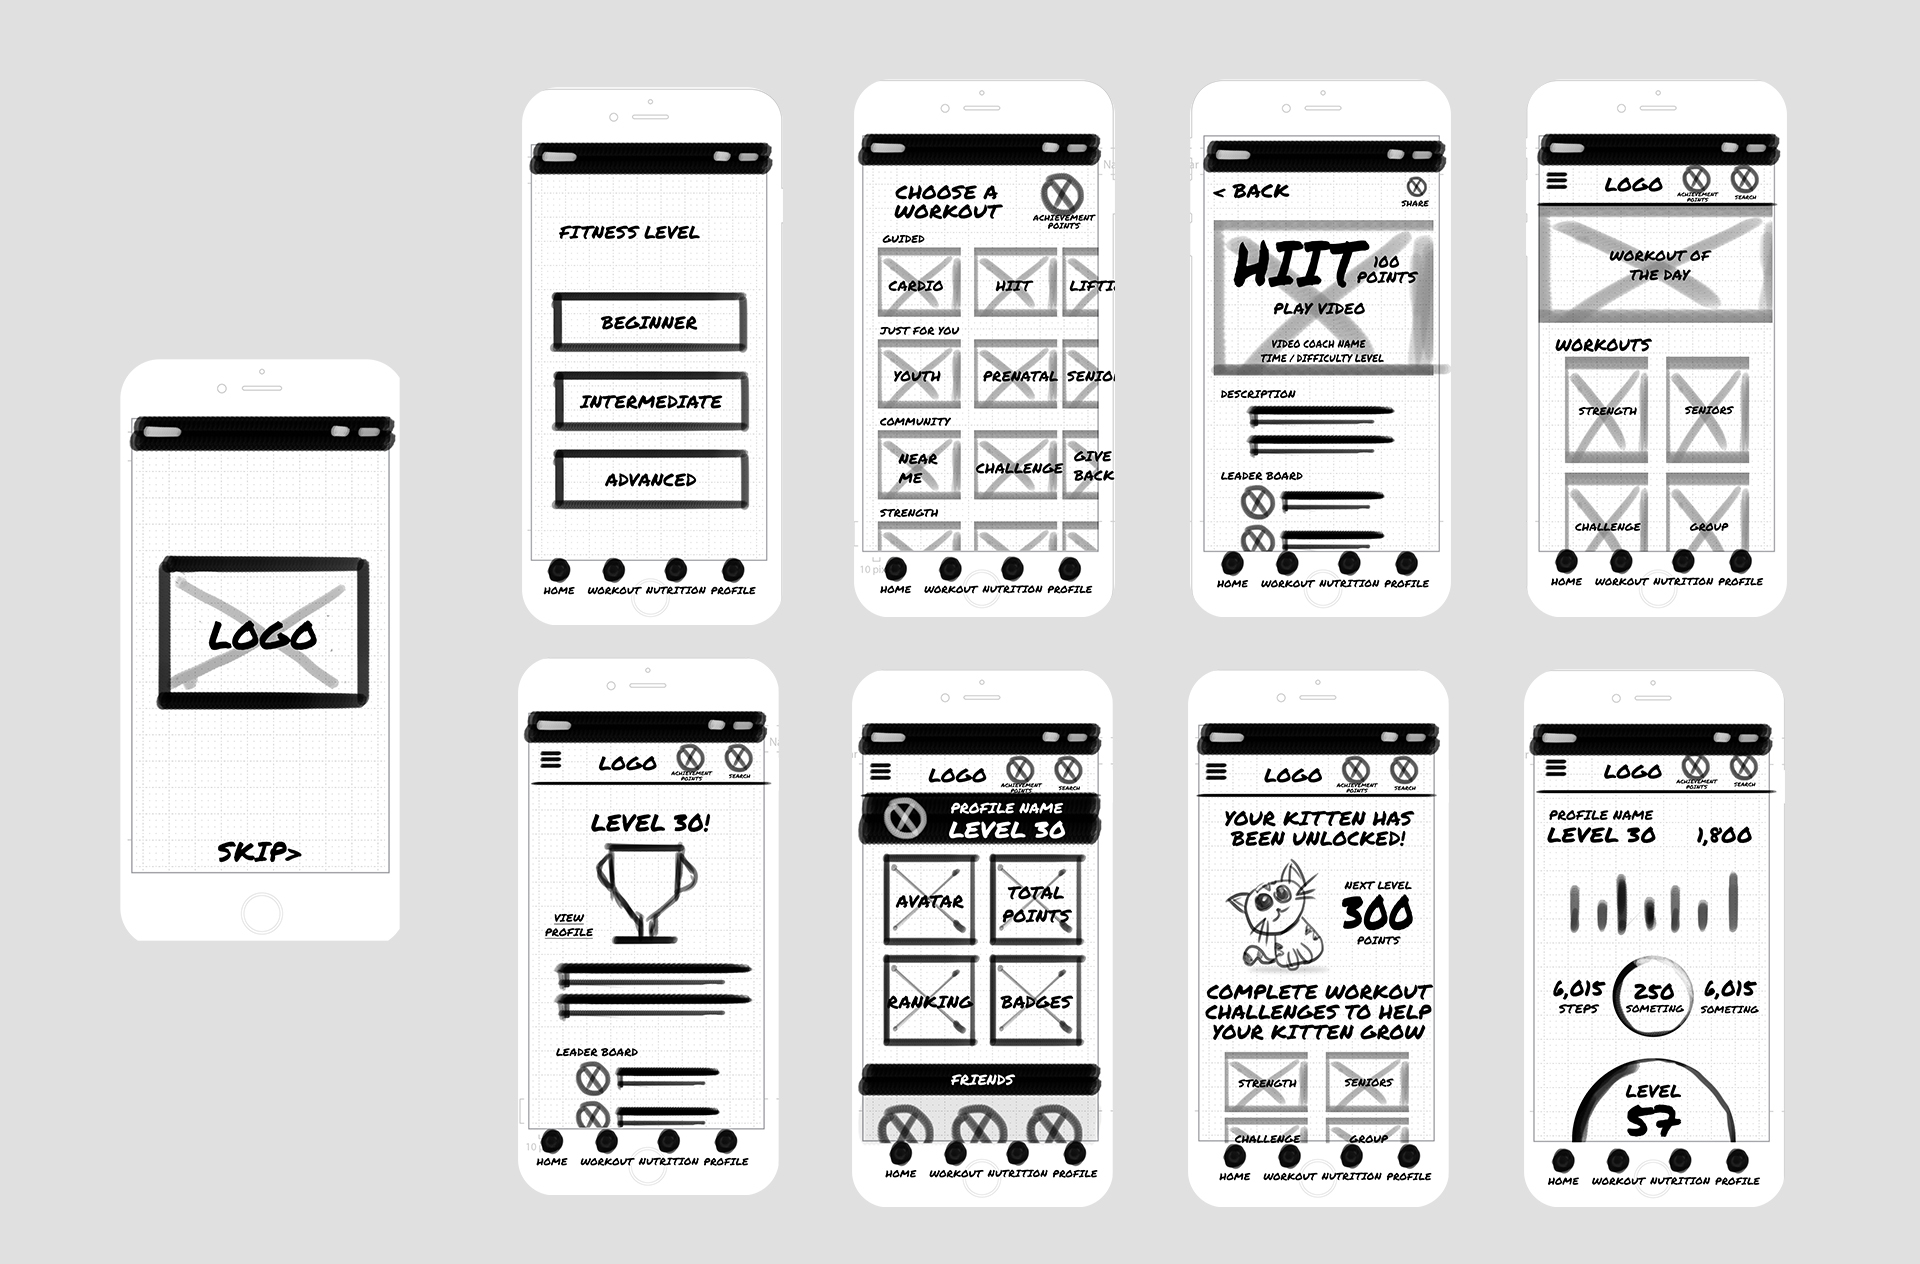 LOGO
SKIP>
FITNESS LEVEL
BEGINNER
INTERMEDIATE
ADVANCED
HOME WORKOUT NUTRITION PROFILE
CHOOSE A
WORKOUT
ACHIEVEMENT
POINTS
GUIDED
CARDIO HIIT LIFTI
JUST FOR YOU
YOUTH PRENATAL SENIO
COMMUNITY
NEAR
ME
CHALLENGE
GIVE
BACK
STRENGTH
10 pix
HOME WORKOUT NUTRITION PROFILE
< BACK
SHARE
HIIT
100
POINTS
PLAY VIDEO
VIDEO COACH NAME
TIME / DIFFICULTY LEVEL
DESCRIPTION
LEADER BOARD
HOME WORKOUT NUTRITION PROFILE
LOGO
ACHIEVEMENT
POINTS
SEARCH
WORKOUT OF
THE DAY
WORKOUTS
STRENGTH SENIORS
CHALLENGE GROUP
HOME WORKOUT NUTRITION PROFILE
LOGO
ACHIEVEMENT
POINTS
SEARCH
LEVEL 30!
VIEW
PROFILE
LEADER BOARD
HOME WORKOUT NUTRITION PROFILE
LOGO
ACHIEVEMENT
POINTS
SEARCH
PROFILE NAME
LEVEL 30
AVATAR
TOTAL
POINTS
RANKING BADGES
FRIENDS
HOME WORKOUT NUTRITION PROFILE
LOGO
ACHIEVEMENT
POINTS
SEARCH
YOUR KITTEN HAS
BEEN UNLOCKED!
NEXT LEVEL
300
POINTS
COMPLETE WORKOUT
CHALLENGES TO HELP
YOUR KITTEN GROW
STRENGTH SENIORS
CHALLENGE GROUP
HOME WORKOUT NUTRITION PROFILE
LOGO
ACHIEVEMENT
POINTS
SEARCH
PROFILE NAME
LEVEL 30 1,800
6,015
STEPS
250
SOMETING
6,015
SOMETING
LEVEL
57
HOME WORKOUT NUTRITION PROFILE